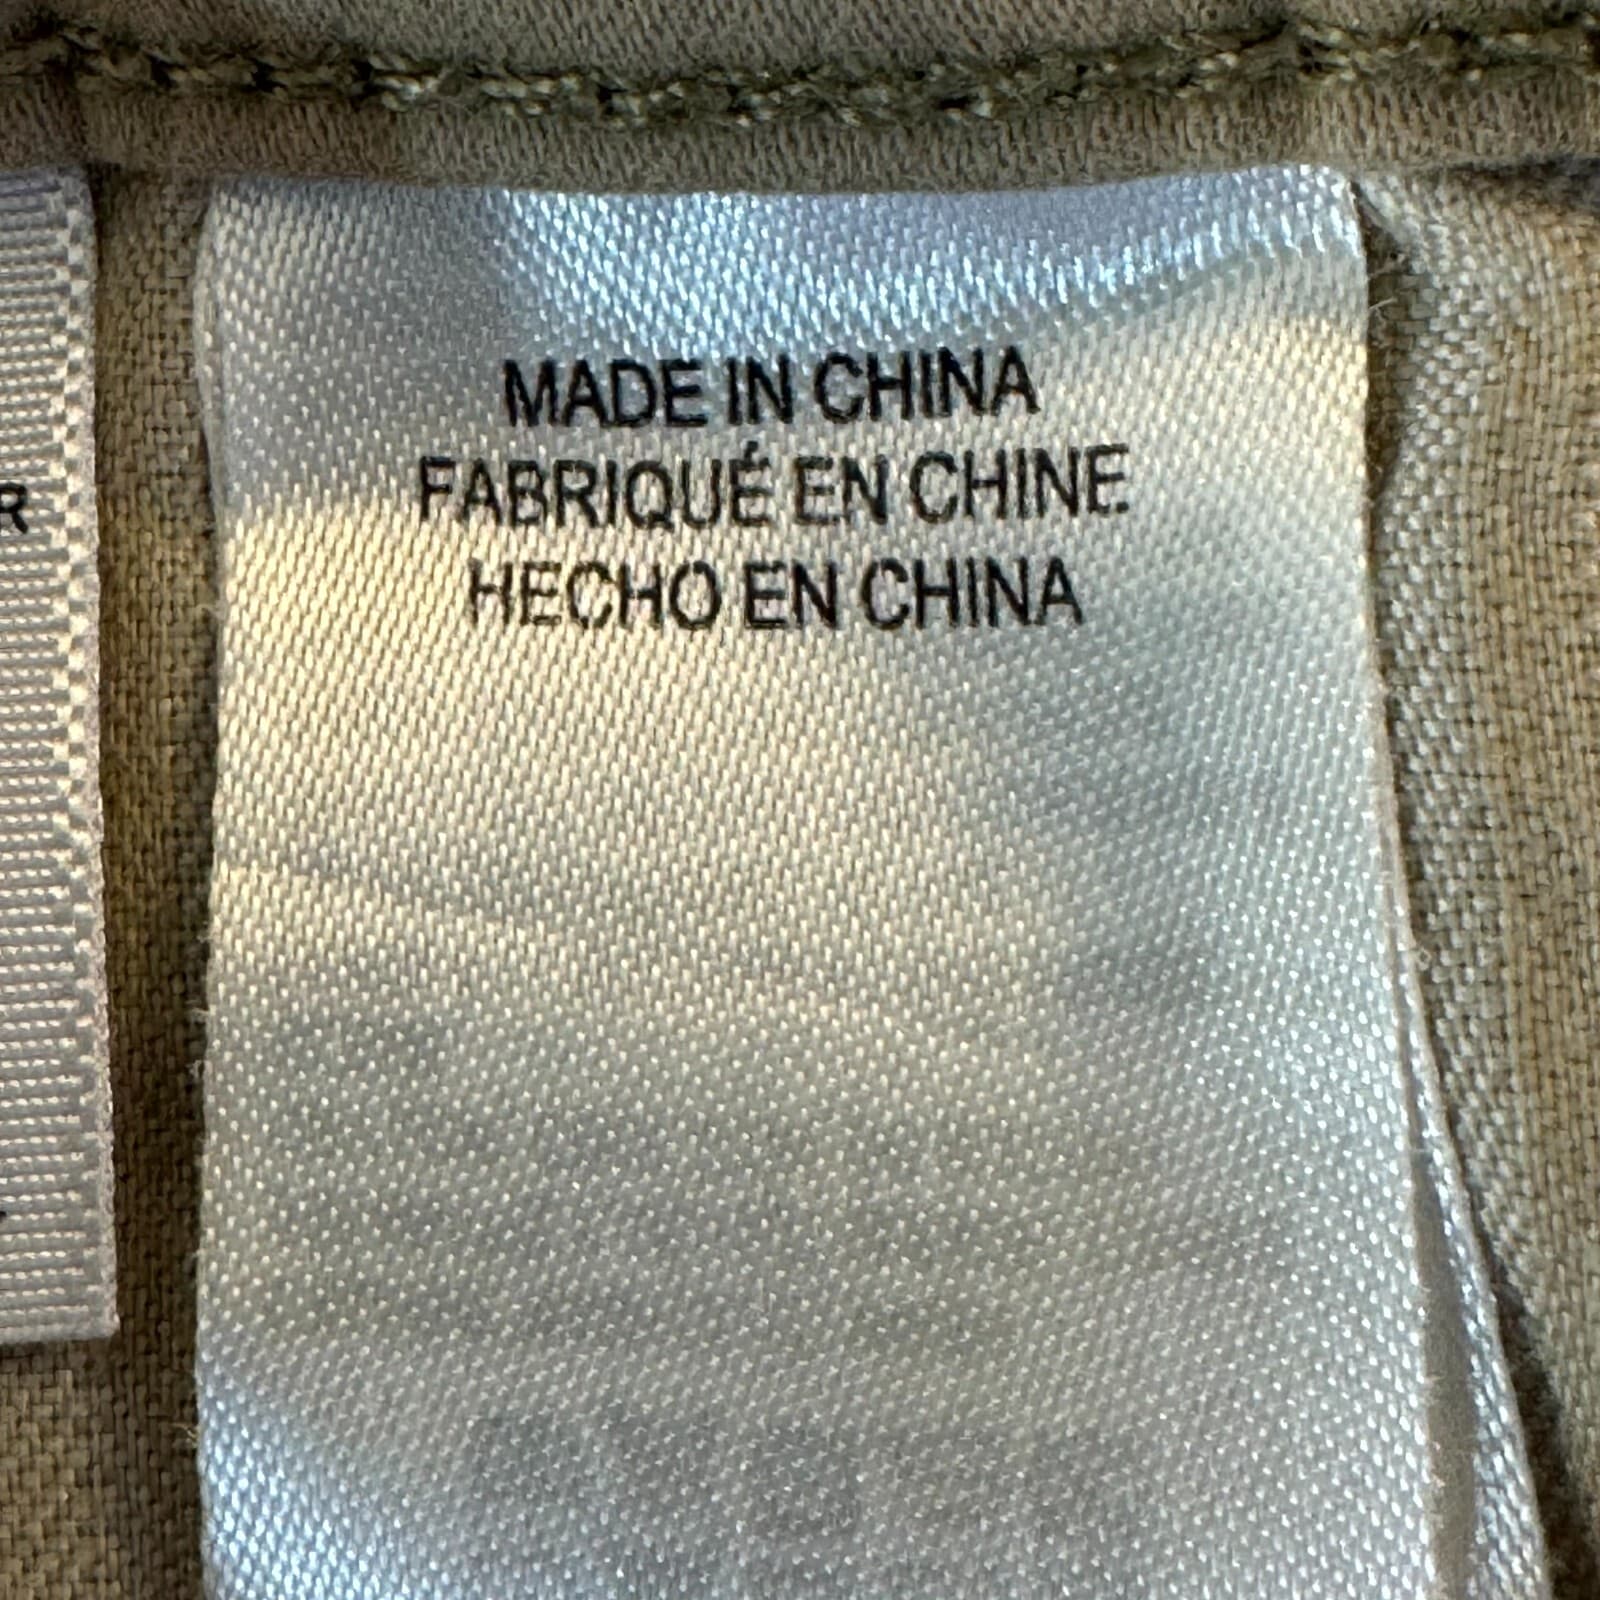 MADE IN CHINA
FABRIQUÉ EN CHINE
HECHO EN CHINA
R